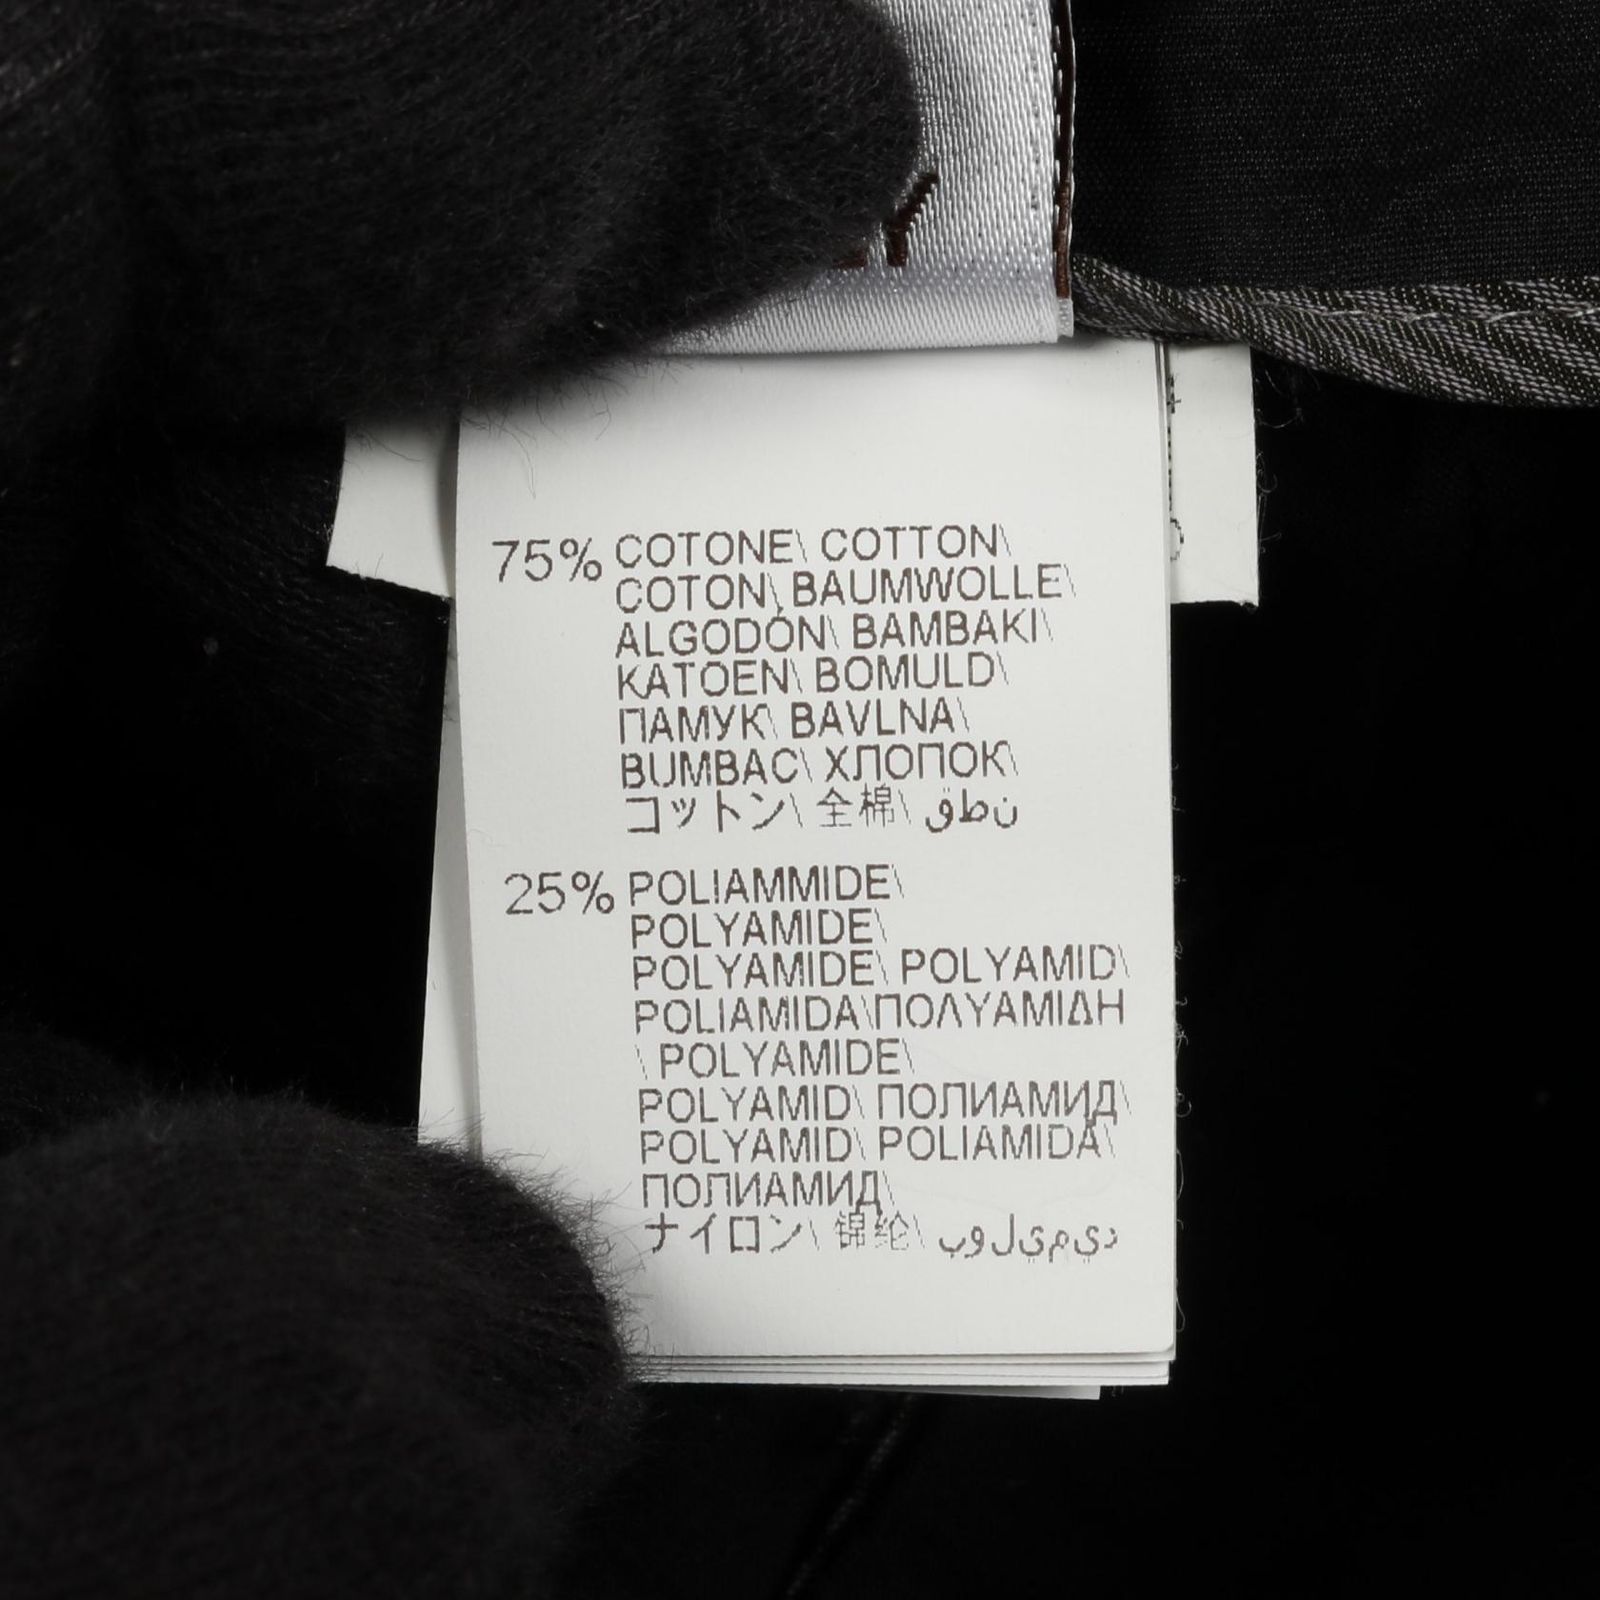 75% COTONE\ COTTON\
COTON\ BAUMWOLLE\
ALGODÓN\ BAMBAKI\
KATOEN\ BOMULD\
ПАМУК\ BAVLNA\
BUMBAC\ ХЛОПОК\
コットン\ 全棉\ قطن
25% POLIAMMIDE\
POLYAMIDE\
POLYAMIDE\ POLYAMID\
POLIAMIDA\ΠΟΛΥΑΜΙΔΗ
\ POLYAMIDE\
POLYAMID\ ПОЛИАМИД\
POLYAMID\ POLIAMIDA\
ПОЛИАМИД\
ナイロン\ 锦纶\ بوليميد